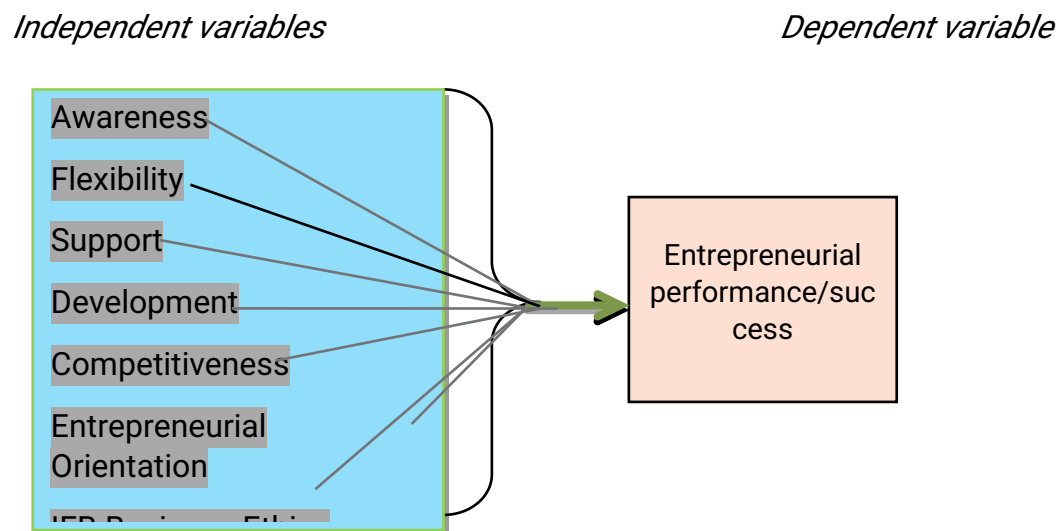 Independent variables
Dependent variable
Awareness
Flexibility
Support
Development
Competitiveness
Entrepreneurial
Orientation
Entrepreneurial
performance/suc
cess